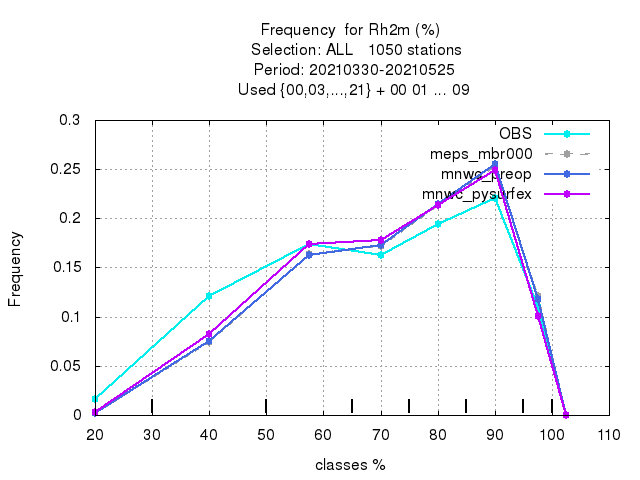 Frequency  for Rh2m (%)
Selection: ALL   1050 stations
Period: 20210330-20210525
Used {00,03,...,21} + 00 01 ... 09
0.3
0.25
0.2
0.15
0.1
0.05
0
Frequency
OBS
meps_mbr000
mnwc_preop
mnwc_pysurfex
20 30 40 50 60 70 80 90 100 110
classes %